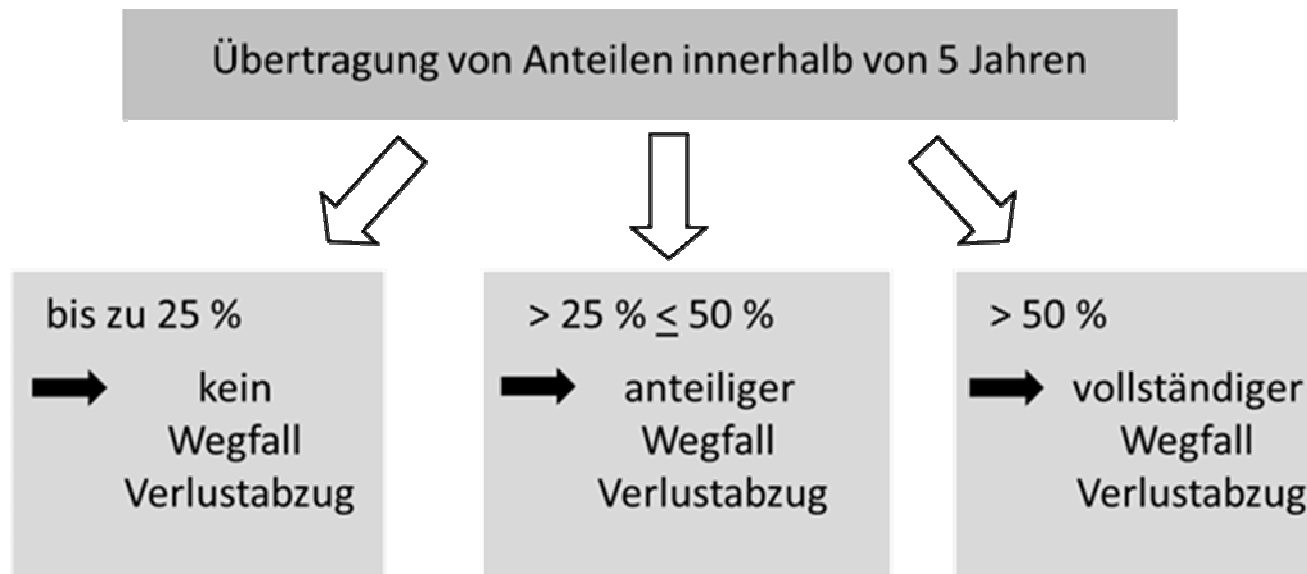 Übertragung von Anteilen innerhalb von 5 Jahren
bis zu 25 %
kein
Wegfall
Verlustabzug
> 25 % ≤ 50 %
anteiliger
Wegfall
Verlustabzug
> 50 %
vollständiger
Wegfall
Verlustabzug